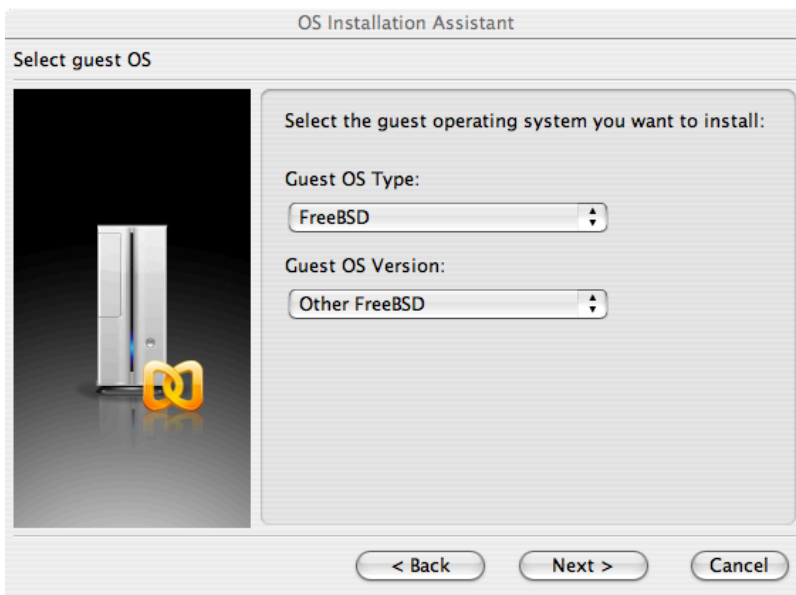 OS Installation Assistant
Select guest OS
Select the guest operating system you want to install:
Guest OS Type:
FreeBSD
Guest OS Version:
Other FreeBSD
< Back
Next >
Cancel